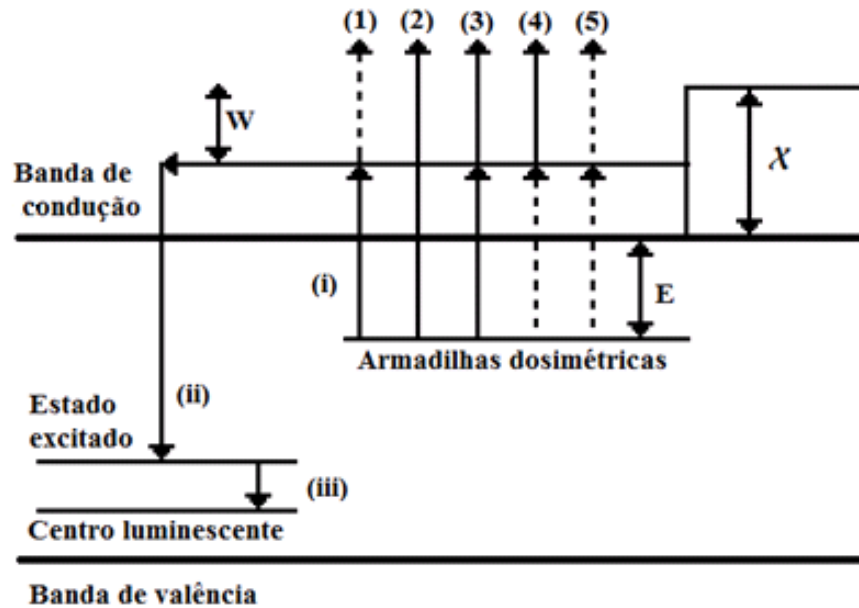 (1) (2) (3) (4) (5)
W
χ
Banda de
condução
(i)
E
Armadilhas dosimétricas
(ii)
Estado
excitado
(iii)
Centro luminescente
Banda de valência